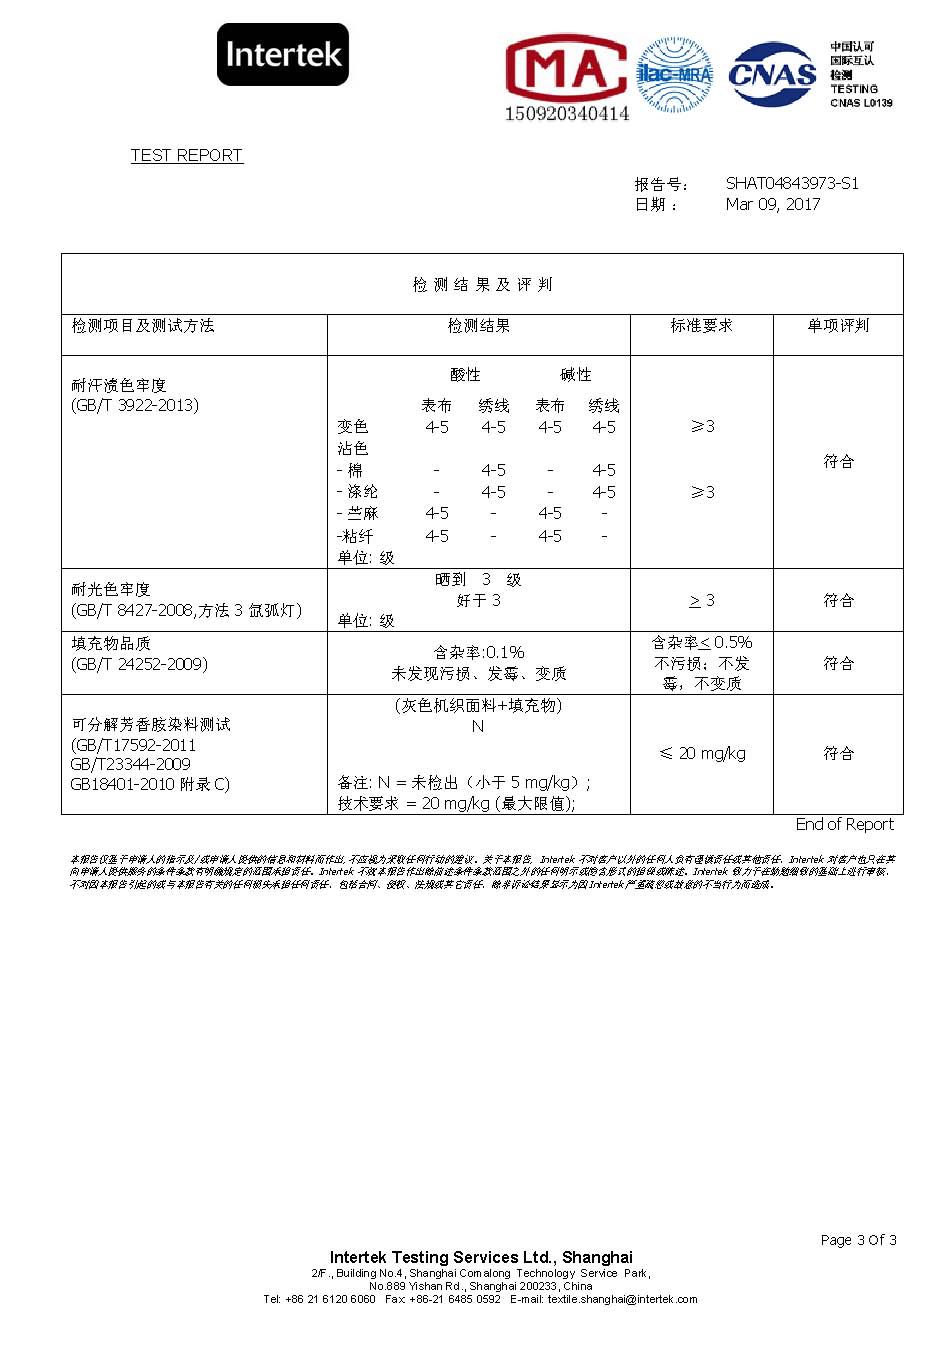 Intertek
MA
150920340414
ilac-MRA
CNAS
中国认可
国际互认
检测
TESTING
CNAS L0139
TEST REPORT
报告号: SHAT04843973-S1
日期: Mar 09, 2017
检测结果及评判
检测项目及测试方法 检测结果 标准要求 单项评判
耐汗渍色牢度
(GB/T 3922-2013)
酸性 碱性
表布 绣线 表布 绣线
变色 4-5 4-5 4-5 4-5 ≥3
沾色
- 棉 - 4-5 - 4-5
- 涤纶 - 4-5 - 4-5 ≥3
- 苎麻 4-5 - 4-5 -
-粘纤 4-5 - 4-5 -
单位: 级
符合
耐光色牢度
(GB/T 8427-2008,方法 3 氙弧灯)
晒到 3 级
好于 3
单位: 级
≥ 3
符合
填充物品质
(GB/T 24252-2009)
含杂率:0.1%
未发现污损、发霉、变质
含杂率≤ 0.5%
不污损；不发
霉，不变质
符合
可分解芳香胺染料测试
(GB/T17592-2011
GB/T23344-2009
GB18401-2010 附录 C)
(灰色机织面料+填充物)
N
备注: N = 未检出（小于 5 mg/kg）;
技术要求 = 20 mg/kg (最大限值);
≤ 20 mg/kg
符合
End of Report
本报告仅基于申请人的指示及/或申请人提供的信息和材料而作出, 不应视为采取任何行动的建议。关于本报告, Intertek 不对客户以外的任何人负有谨慎责任或其他责任. Intertek 对客户也只在其
向申请人提供服务的条件条款有明确规定的范围承担责任。Intertek 不就本报告作出除前述条件条款范围之外的任何明示或隐含形式的担保或陈述。Intertek 致力于在勤勉细致的基础上进行审核,
不对因本报告引起的或与本报告有关的任何损失承担任何责任, 包括合同、侵权、法规或其它责任, 除非诉讼结果显示为因 Intertek 严重疏忽或故意的不当行为而造成。
Page 3 Of 3
Intertek Testing Services Ltd., Shanghai
2/F., Building No.4, Shanghai Comalong Technology Service Park,
No.889 Yishan Rd., Shanghai 200233, China
Tel: +86 21 6120 6060 Fax: +86-21 6485 0592 E-mail: textile.shanghai@intertek.com